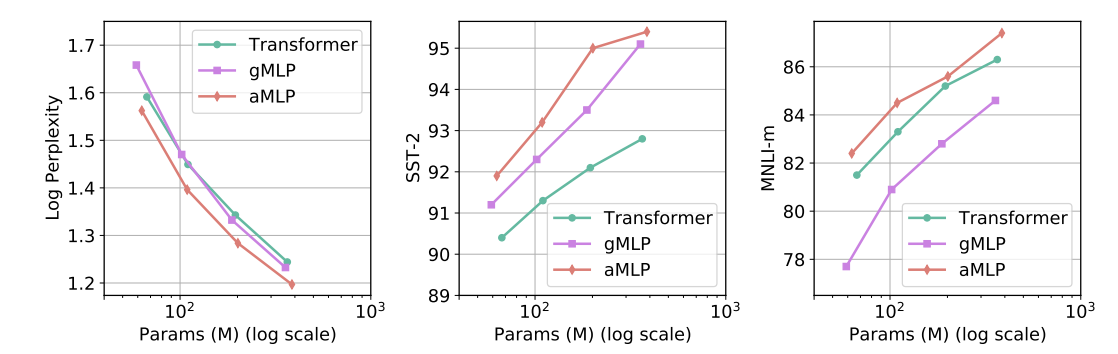 Log Perplexity
1.7
1.6
1.5
1.4
1.3
1.2
Transformer
gMLP
aMLP
10²
10³
Params (M) (log scale)
SST-2
95
94
93
92
91
90
89
Transformer
gMLP
aMLP
10²
10³
Params (M) (log scale)
MNLI-m
86
84
82
80
78
Transformer
gMLP
aMLP
10²
10³
Params (M) (log scale)